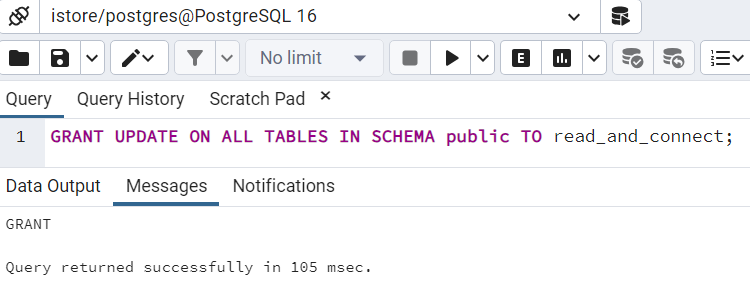 istore/postgres@PostgreSQL 16
No limit
E
Query Query History Scratch Pad ×
1 GRANT UPDATE ON ALL TABLES IN SCHEMA public TO read_and_connect;
Data Output Messages Notifications
GRANT
Query returned successfully in 105 msec.